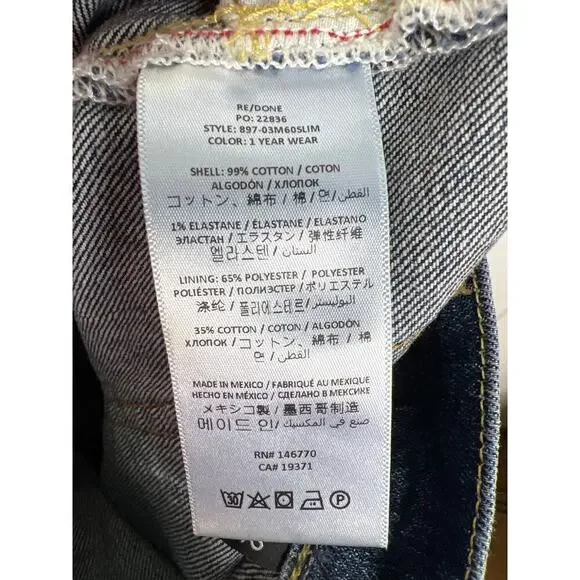 RE/DONE
PO: 22836
STYLE: 897-03M605LIM
COLOR: 1 YEAR WEAR
SHELL: 99% COTTON / COTON
ALGODÓN / ХЛОПОК
コットン、綿布 / 棉 / 면 / القطن /
1% ELASTANE / ÉLASTANE / ELASTANO
ЭЛАСТАН / エラスタン / 弹性纤维
엘라스테 / الستان /
LINING: 65% POLYESTER / POLYESTER
POLIÉSTER / ПОЛИЭСТЕР / ポリエステル
涤纶 / 폴리에스테르 / البوليستر /
35% COTTON / COTON / ALGODÓN
ХЛОПОК / コットン、綿布 / 棉
면 / القطن /
MADE IN MEXICO / FABRIQUÉ AU MEXIQUE
HECHO EN MÉXICO / СДЕЛАНО В МЕКСИКЕ
メキシコ製 / 墨西哥制造
메이드 인 / صنع في المكسيك /
RN# 146770
CA# 19371
30 P